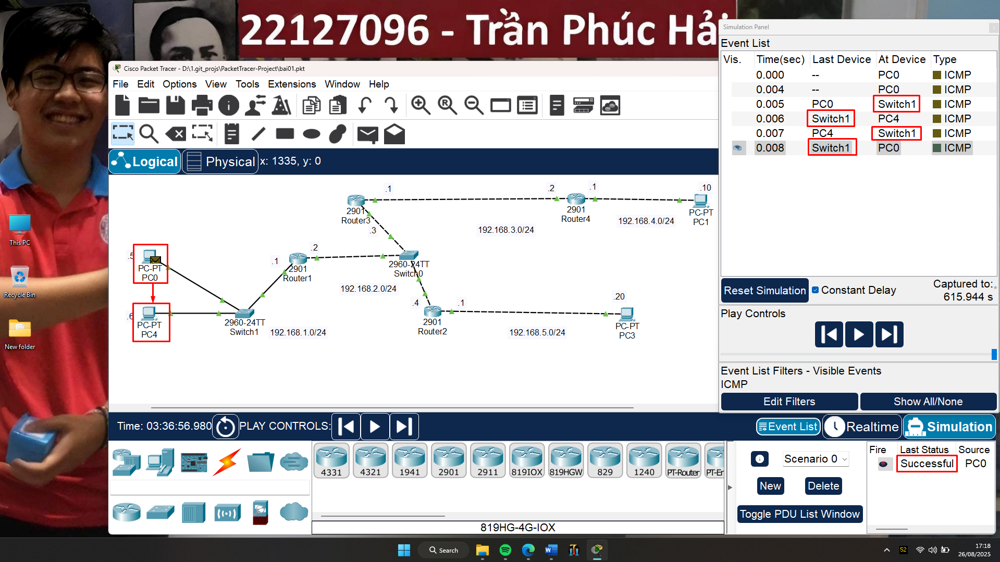 22127096 - Trần Phúc Hải
Simulation Panel
Event List
Vis. Time(sec) Last Device At Device Type
0.000 -- PC0 ICMP
0.004 -- PC0 ICMP
0.005 PC0 Switch1 ICMP
0.006 Switch1 PC4 ICMP
0.007 PC4 Switch1 ICMP
0.008 Switch1 PC0 ICMP
Reset Simulation Constant Delay Captured to:
615.944 s
Play Controls
Event List Filters - Visible Events
ICMP
Edit Filters Show All/None
Cisco Packet Tracer - D:\1.git_projs\PacketTracer-Project\bai01.pkt
File Edit Options View Tools Extensions Window Help
Logical Physical x: 1335, y: 0
.1 .2 .1 .10
2901
Router3
2901
Router4
PC-PT
PC1
.3 192.168.3.0/24 192.168.4.0/24
.5 .1 .2
PC-PT
PC0
2901
Router1
2960-24TT
Switch0
192.168.2.0/24
.6 .4 .1 .20
PC-PT
PC4
2960-24TT
Switch1
192.168.1.0/24
2901
Router2
192.168.5.0/24
PC-PT
PC3
This PC
Recycle Bin
New folder
Time: 03:36:56.980 PLAY CONTROLS:
Event List Realtime Simulation
4331 4321 1941 2901 2911 819IOX 819HGW 829 1240 PT-Router PT-Er
819HG-4G-IOX
Scenario 0
New Delete
Toggle PDU List Window
Fire Last Status Source
Successful PC0
Search
52
17:18
26/08/2025